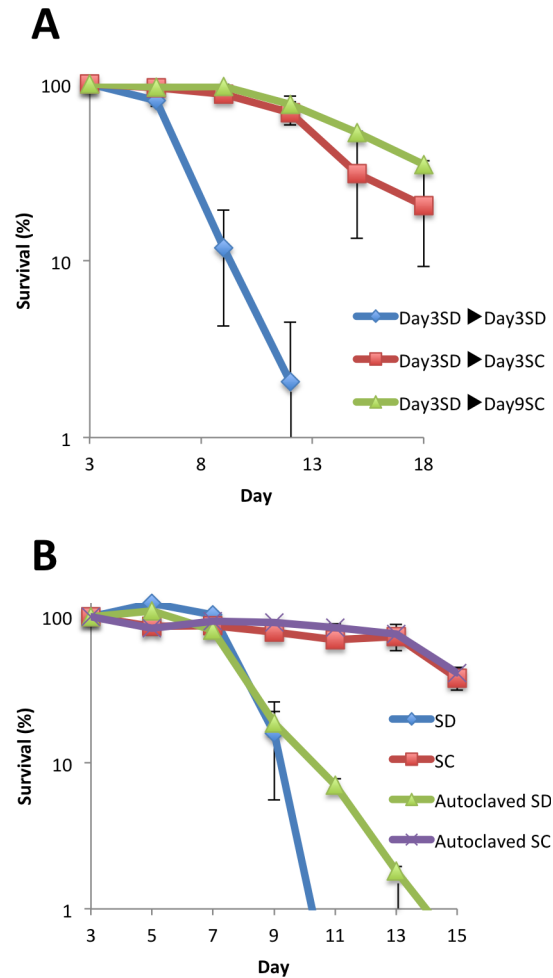 A
100
10
1
Survival (%)
3 8 13 18
Day
Day3SD ▶Day3SD
Day3SD ▶Day3SC
Day3SD ▶Day9SC
B
100
10
1
Survival (%)
3 5 7 9 11 13 15
Day
SD
SC
Autoclaved SD
Autoclaved SC